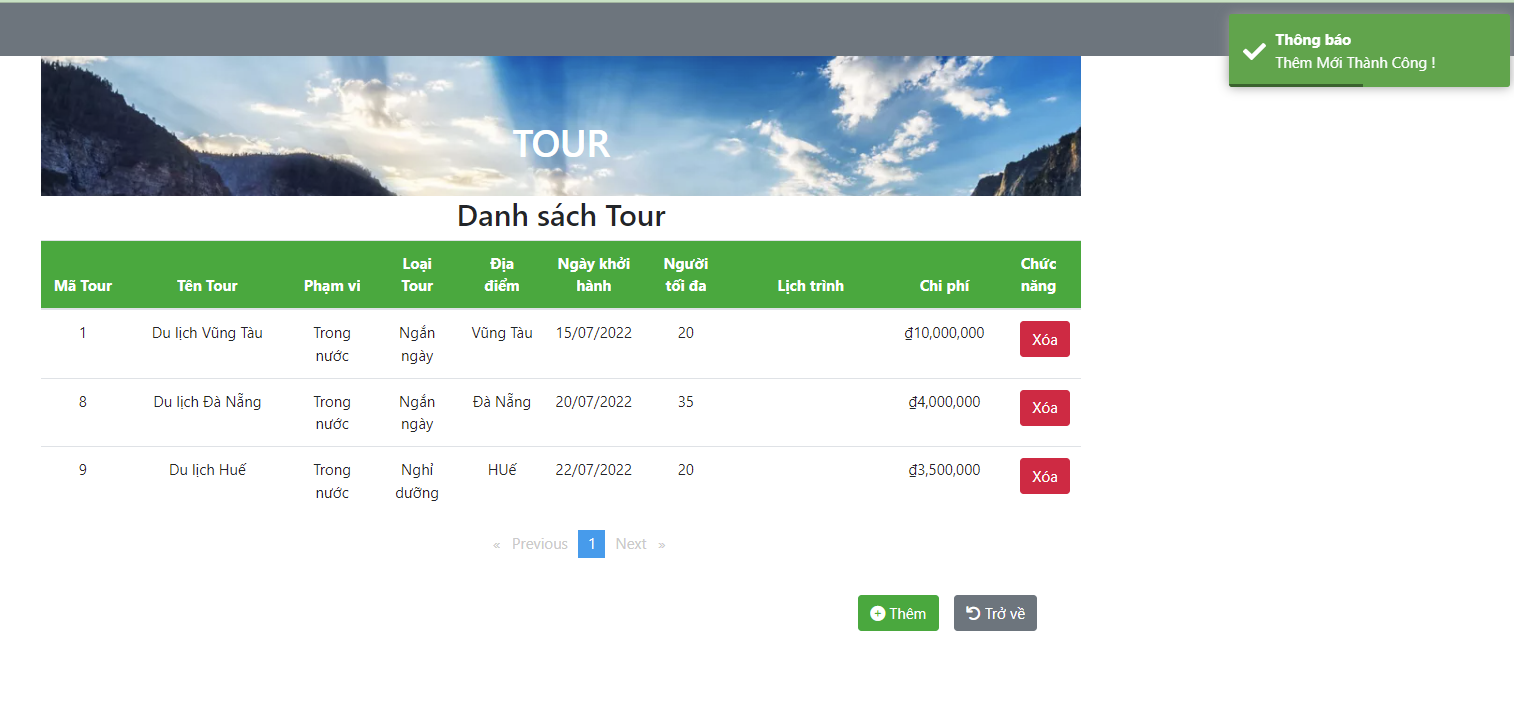 Thông báo
Thêm Mới Thành Công !
TOUR
Danh sách Tour
Mã Tour Tên Tour Phạm vi Loại Tour Địa điểm Ngày khởi hành Người tối đa Lịch trình Chi phí Chức năng
1 Du lịch Vũng Tàu Trong nước Ngắn ngày Vũng Tàu 15/07/2022 20 ₫10,000,000 Xóa
8 Du lịch Đà Nẵng Trong nước Ngắn ngày Đà Nẵng 20/07/2022 35 ₫4,000,000 Xóa
9 Du lịch Huế Trong nước Nghỉ dưỡng HUế 22/07/2022 20 ₫3,500,000 Xóa
« Previous 1 Next »
Thêm Trở về